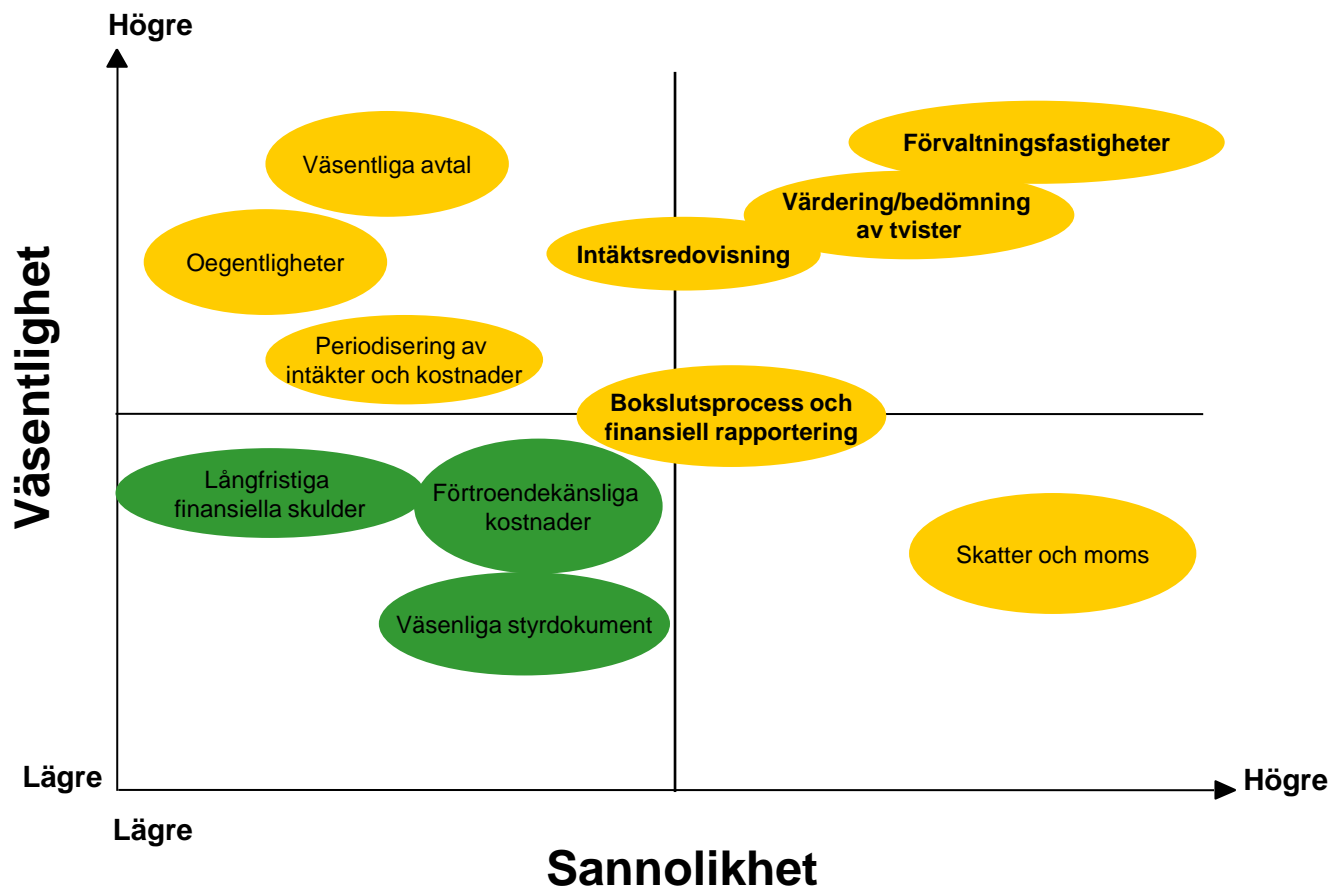 Högre
Väsentlighet
Väsentliga avtal
Oegentligheter
Periodisering av
intäkter och kostnader
Förvaltningsfastigheter
Värdering/bedömning
av tvister
Intäktsredovisning
Bokslutsprocess och
finansiell rapportering
Långfristiga
finansiella skulder
Förtroendekänsliga
kostnader
Väsenliga styrdokument
Skatter och moms
Lägre
Högre
Lägre
Sannolikhet